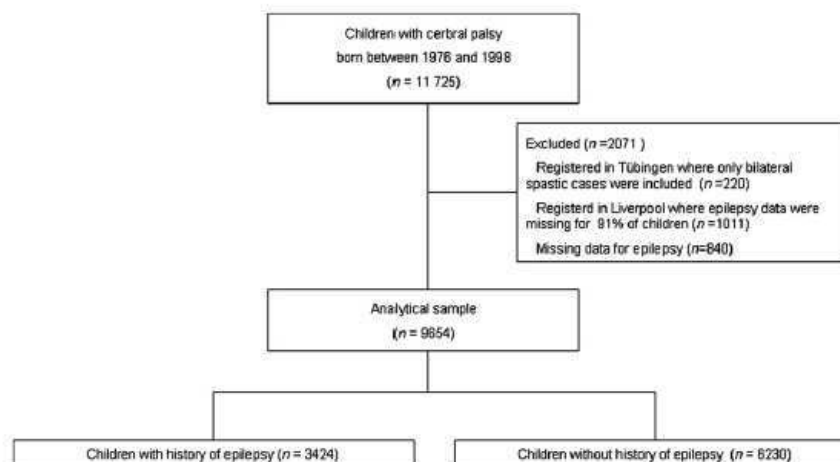 Children with cerbral palsy
born between 1976 and 1998
(n = 11 725)
Excluded (n =2071 )
Registered in Tübingen where only bilateral
spastic cases were included (n =220)
Registerd in Liverpool where epilepsy data were
missing for 91% of children (n =1011)
Missing data for epilepsy (n=840)
Analytical sample
(n = 9654)
Children with history of epilepsy (n = 3424)
Children without history of epilepsy (n = 6230)